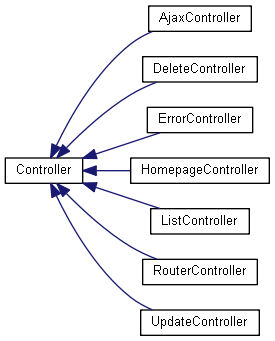 AjaxController
DeleteController
ErrorController
Controller
HomepageController
ListController
RouterController
UpdateController